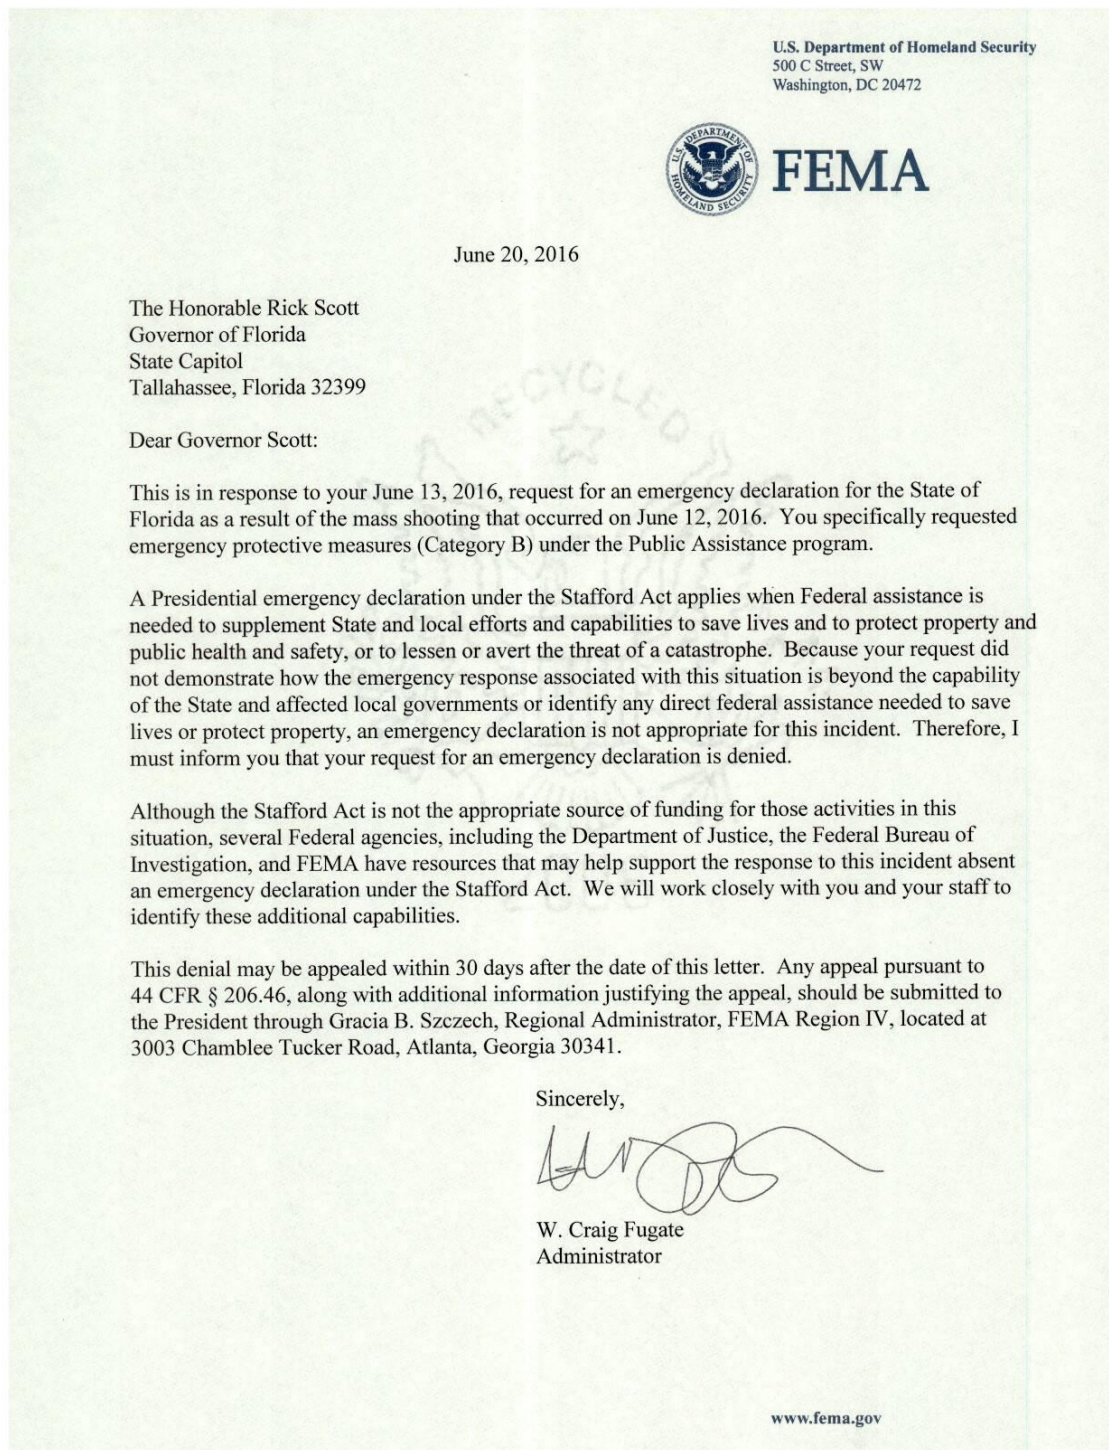 U.S. Department of Homeland Security
500 C Street, SW
Washington, DC 20472
U.S. DEPARTMENT OF HOMELAND SECURITY
FEMA
June 20, 2016
The Honorable Rick Scott
Governor of Florida
State Capitol
Tallahassee, Florida 32399
RECYCLED
Dear Governor Scott:
This is in response to your June 13, 2016, request for an emergency declaration for the State of
Florida as a result of the mass shooting that occurred on June 12, 2016.  You specifically requested
emergency protective measures (Category B) under the Public Assistance program.
A Presidential emergency declaration under the Stafford Act applies when Federal assistance is
needed to supplement State and local efforts and capabilities to save lives and to protect property and
public health and safety, or to lessen or avert the threat of a catastrophe.  Because your request did
not demonstrate how the emergency response associated with this situation is beyond the capability
of the State and affected local governments or identify any direct federal assistance needed to save
lives or protect property, an emergency declaration is not appropriate for this incident.  Therefore, I
must inform you that your request for an emergency declaration is denied.
Although the Stafford Act is not the appropriate source of funding for those activities in this
situation, several Federal agencies, including the Department of Justice, the Federal Bureau of
Investigation, and FEMA have resources that may help support the response to this incident absent
an emergency declaration under the Stafford Act.  We will work closely with you and your staff to
identify these additional capabilities.
This denial may be appealed within 30 days after the date of this letter.  Any appeal pursuant to
44 CFR § 206.46, along with additional information justifying the appeal, should be submitted to
the President through Gracia B. Szczech, Regional Administrator, FEMA Region IV, located at
3003 Chamblee Tucker Road, Atlanta, Georgia 30341.
Sincerely,
W. Craig Fugate
Administrator
www.fema.gov